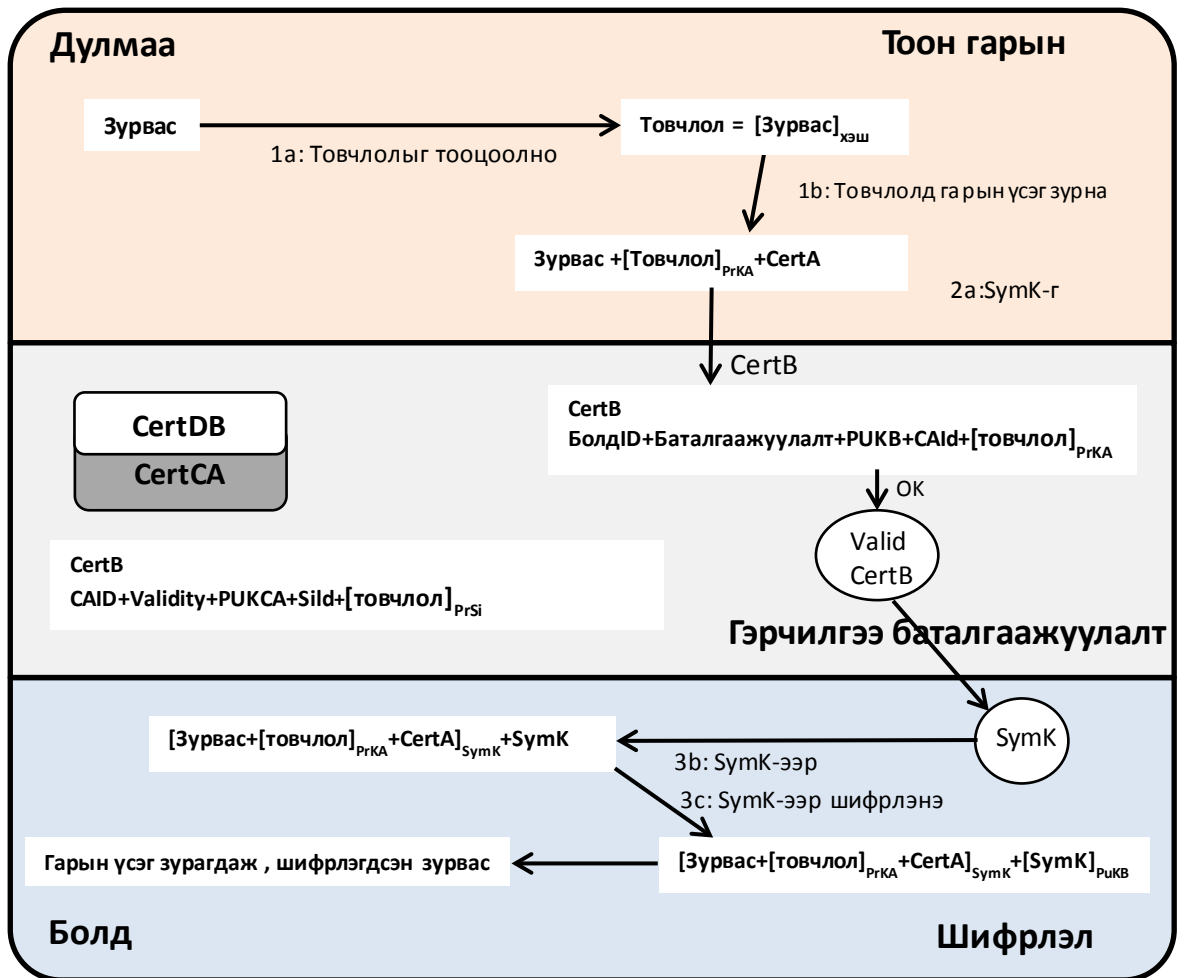 Дулмаа
Тоон гарын
Зурвас
Товчлол = [Зурвас]хэш
1а: Товчлолыг тооцоолно
1b: Товчлолд гарын үсэг зурна
Зурвас +[Товчлол]PrKA+CertA
2a:SymK-г
CertB
CertDB
CertCA
CertB
БолдID+Баталгаажуулалт+PUKB+CAId+[товчлол]PrKA
OK
Valid
CertB
CertB
CAID+Validity+PUKCA+SiId+[товчлол]PrSi
Гэрчилгээ баталгаажуулалт
[Зурвас+[товчлол]PrKA+CertA]SymK+SymK
SymK
3b: SymK-ээр
3c: SymK-ээр шифрлэнэ
Гарын үсэг зурагдаж , шифрлэгдсэн зурвас
[Зурвас+[товчлол]PrKA+CertA]SymK+[SymK]PuKB
Болд
Шифрлэл